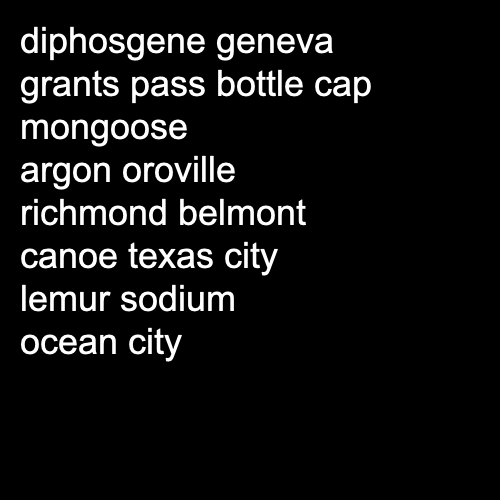 diphosgene geneva
grants pass bottle cap
mongoose
argon oroville
richmond belmont
canoe texas city
lemur sodium
ocean city